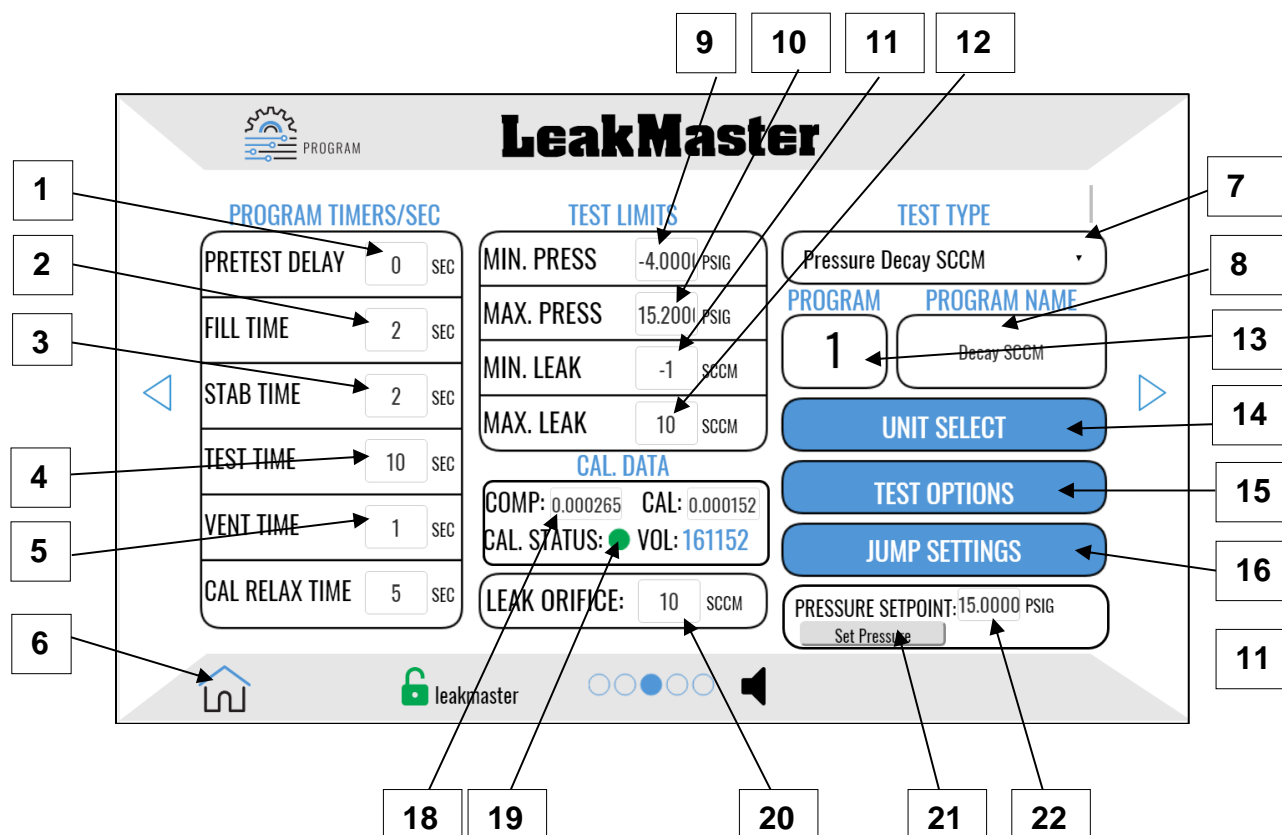 9 10 11 12
PROGRAM
LeakMaster
1
2
3
4
5
6
PROGRAM TIMERS/SEC
PRETEST DELAY 0 SEC
FILL TIME 2 SEC
STAB TIME 2 SEC
TEST TIME 10 SEC
VENT TIME 1 SEC
CAL RELAX TIME 5 SEC
TEST LIMITS
MIN. PRESS -4.000 PSIG
MAX. PRESS 15.200 PSIG
MIN. LEAK -1 SCCM
MAX. LEAK 10 SCCM
CAL. DATA
COMP: 0.000265 CAL: 0.000152
CAL. STATUS: VOL: 161152
LEAK ORIFICE: 10 SCCM
TEST TYPE
Pressure Decay SCCM
PROGRAM PROGRAM NAME
1 Decay SCCM
UNIT SELECT
TEST OPTIONS
JUMP SETTINGS
PRESSURE SETPOINT: 15.0000 PSIG
Set Pressure
7
8
13
14
15
16
11
leakmaster
18 19 20 21 22